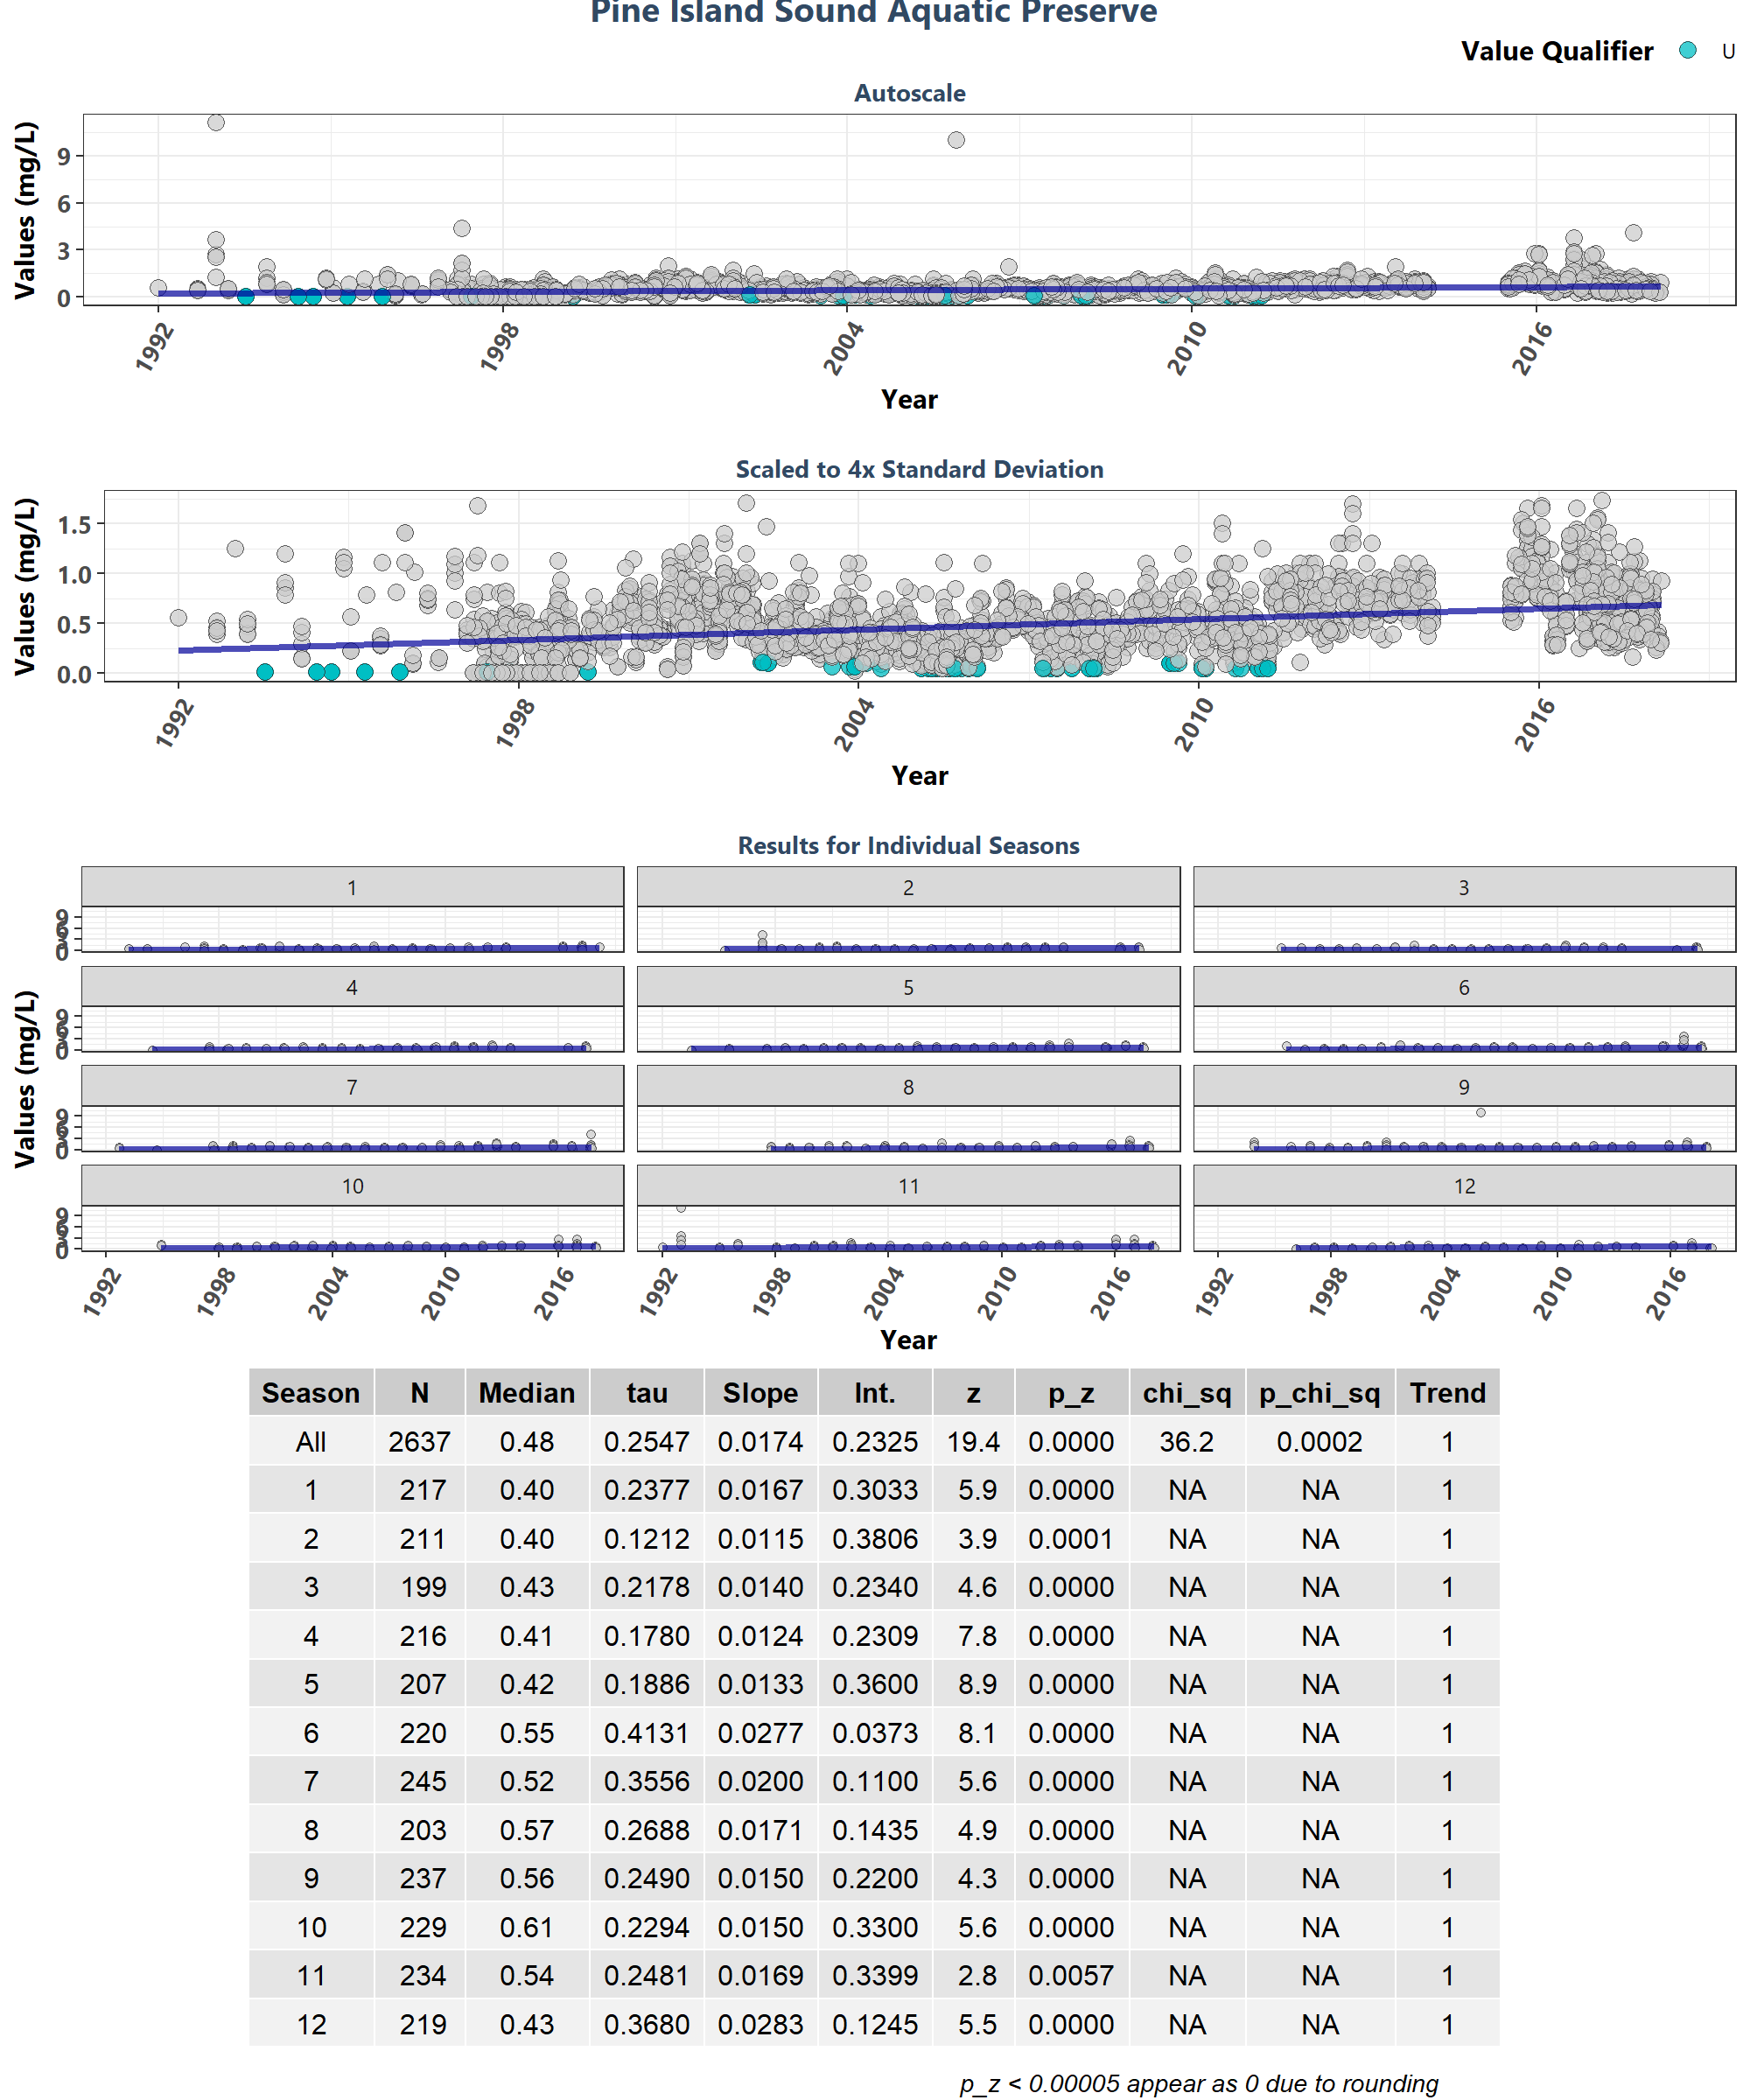 Pine Island Sound Aquatic Preserve
Value Qualifier U
Autoscale
Values (mg/L)
9
6
3
0
1992 1998 2004 2010 2016
Year
Scaled to 4x Standard Deviation
Values (mg/L)
1.5
1.0
0.5
0.0
1992 1998 2004 2010 2016
Year
Results for Individual Seasons
Values (mg/L)
1 2 3
9
6
3
0
4 5 6
9
6
3
0
7 8 9
9
6
3
0
10 11 12
9
6
3
0
1992 1998 2004 2010 2016 1992 1998 2004 2010 2016 1992 1998 2004 2010 2016
Year
Season N Median tau Slope Int. z p_z chi_sq p_chi_sq Trend
All 2637 0.48 0.2547 0.0174 0.2325 19.4 0.0000 36.2 0.0002 1
1 217 0.40 0.2377 0.0167 0.3033 5.9 0.0000 NA NA 1
2 211 0.40 0.1212 0.0115 0.3806 3.9 0.0001 NA NA 1
3 199 0.43 0.2178 0.0140 0.2340 4.6 0.0000 NA NA 1
4 216 0.41 0.1780 0.0124 0.2309 7.8 0.0000 NA NA 1
5 207 0.42 0.1886 0.0133 0.3600 8.9 0.0000 NA NA 1
6 220 0.55 0.4131 0.0277 0.0373 8.1 0.0000 NA NA 1
7 245 0.52 0.3556 0.0200 0.1100 5.6 0.0000 NA NA 1
8 203 0.57 0.2688 0.0171 0.1435 4.9 0.0000 NA NA 1
9 237 0.56 0.2490 0.0150 0.2200 4.3 0.0000 NA NA 1
10 229 0.61 0.2294 0.0150 0.3300 5.6 0.0000 NA NA 1
11 234 0.54 0.2481 0.0169 0.3399 2.8 0.0057 NA NA 1
12 219 0.43 0.3680 0.0283 0.1245 5.5 0.0000 NA NA 1
p_z < 0.00005 appear as 0 due to rounding